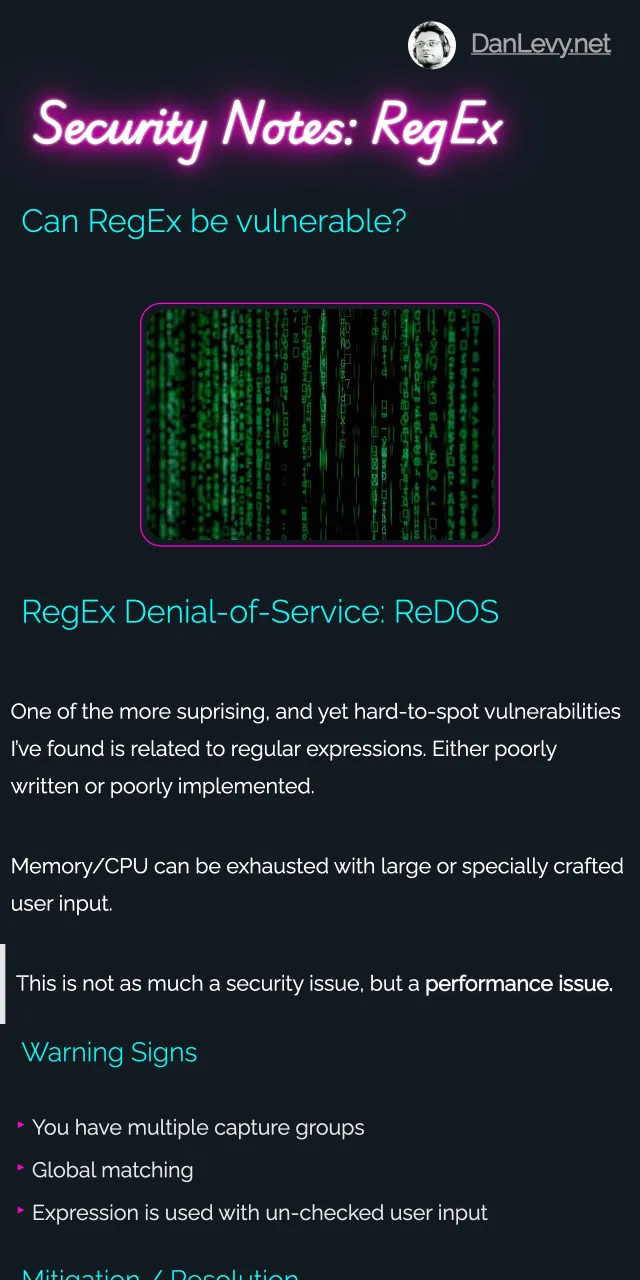 DanLevy.net
Security Notes: RegEx
Can RegEx be vulnerable?
RegEx Denial-of-Service: ReDOS
One of the more suprising, and yet hard-to-spot vulnerabilities
I've found is related to regular expressions. Either poorly
written or poorly implemented.
Memory/CPU can be exhausted with large or specially crafted
user input.
This is not as much a security issue, but a performance issue.
Warning Signs
You have multiple capture groups
Global matching
Expression is used with un-checked user input
Mitigation / Resolution